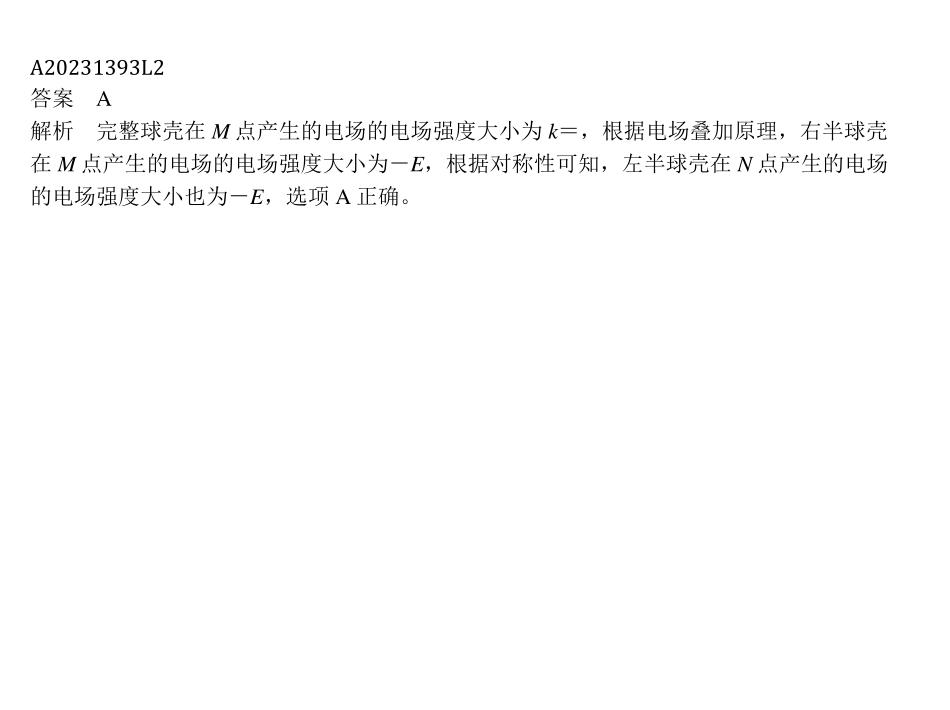 A20231393L2
答案 A
解析 完整球壳在 M 点产生的电场的电场强度大小为 k＝，根据电场叠加原理，右半球壳
在 M 点产生的电场的电场强度大小为－E，根据对称性可知，左半球壳在 N 点产生的电场
的电场强度大小也为－E，选项 A 正确。